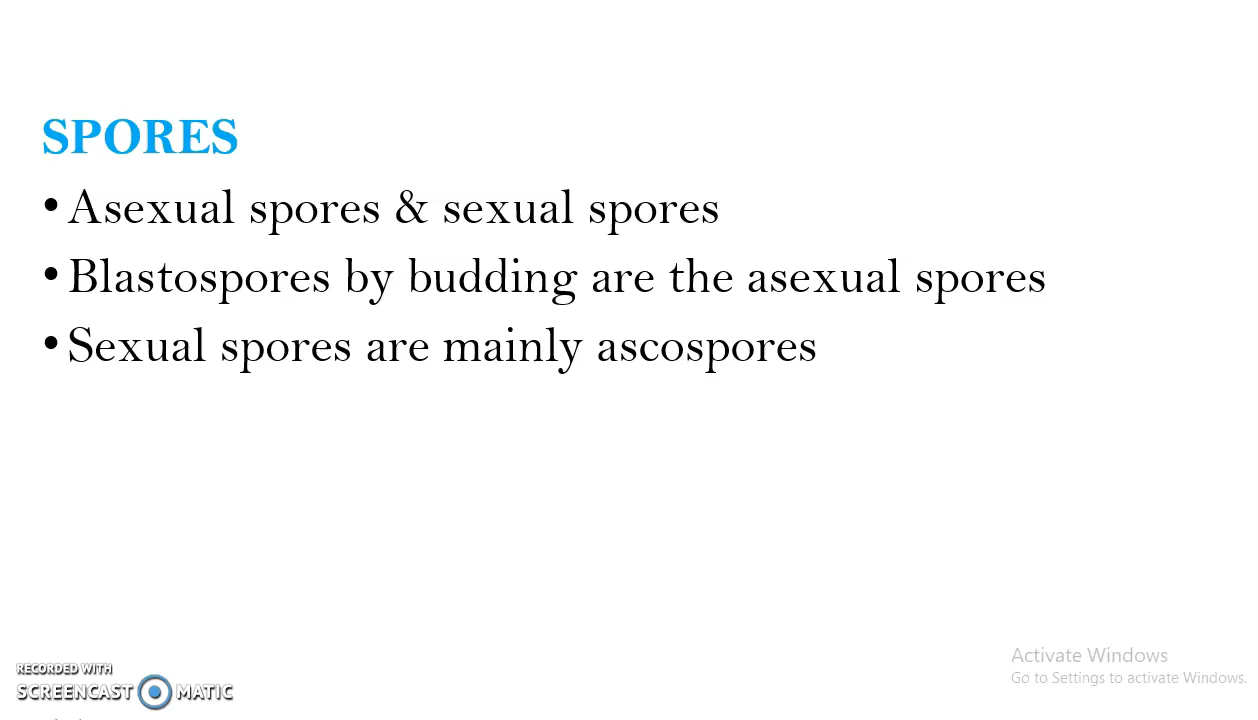 SPORES
• Asexual spores & sexual spores
• Blastospores by budding are the asexual spores
• Sexual spores are mainly ascospores
Activate Windows
Go to Settings to activate Windows.
RECORDED WITH
SCREENCAST MATIC